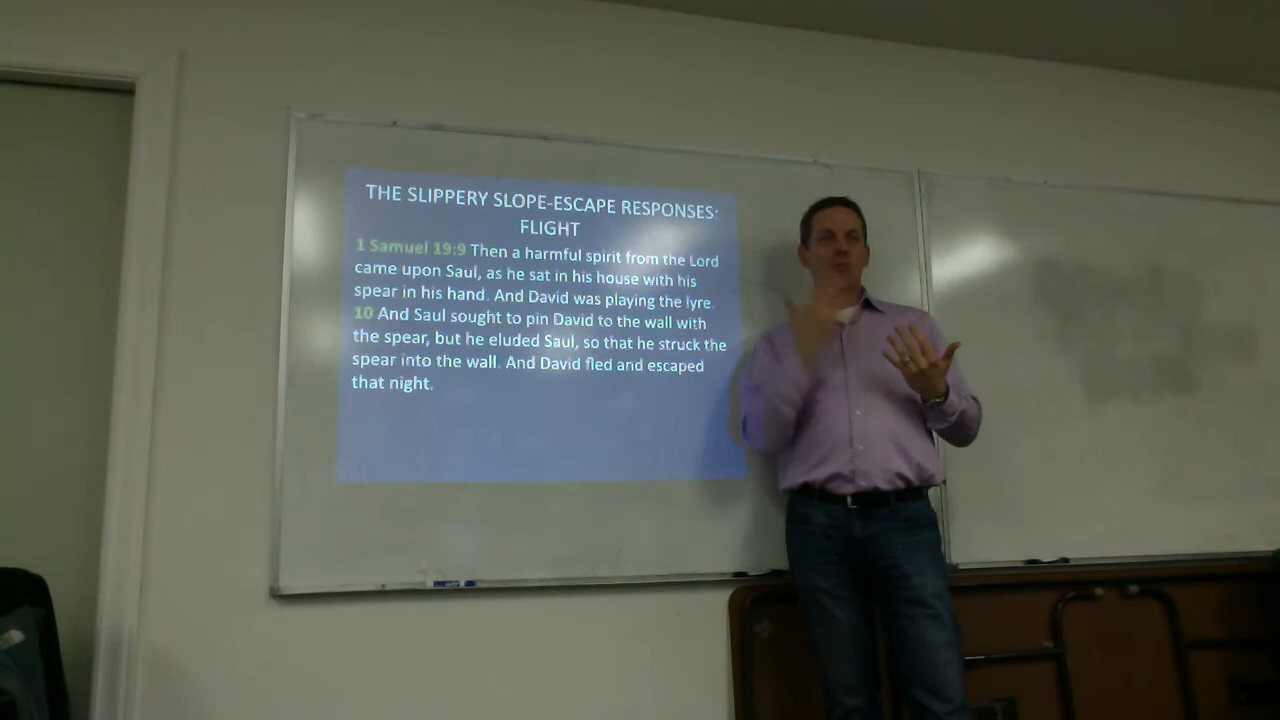 THE SLIPPERY SLOPE-ESCAPE RESPONSES:
FLIGHT
1 Samuel 19:9 Then a harmful spirit from the Lord
came upon Saul, as he sat in his house with his
spear in his hand. And David was playing the lyre.
10 And Saul sought to pin David to the wall with
the spear, but he eluded Saul, so that he struck the
spear into the wall. And David fled and escaped
that night.